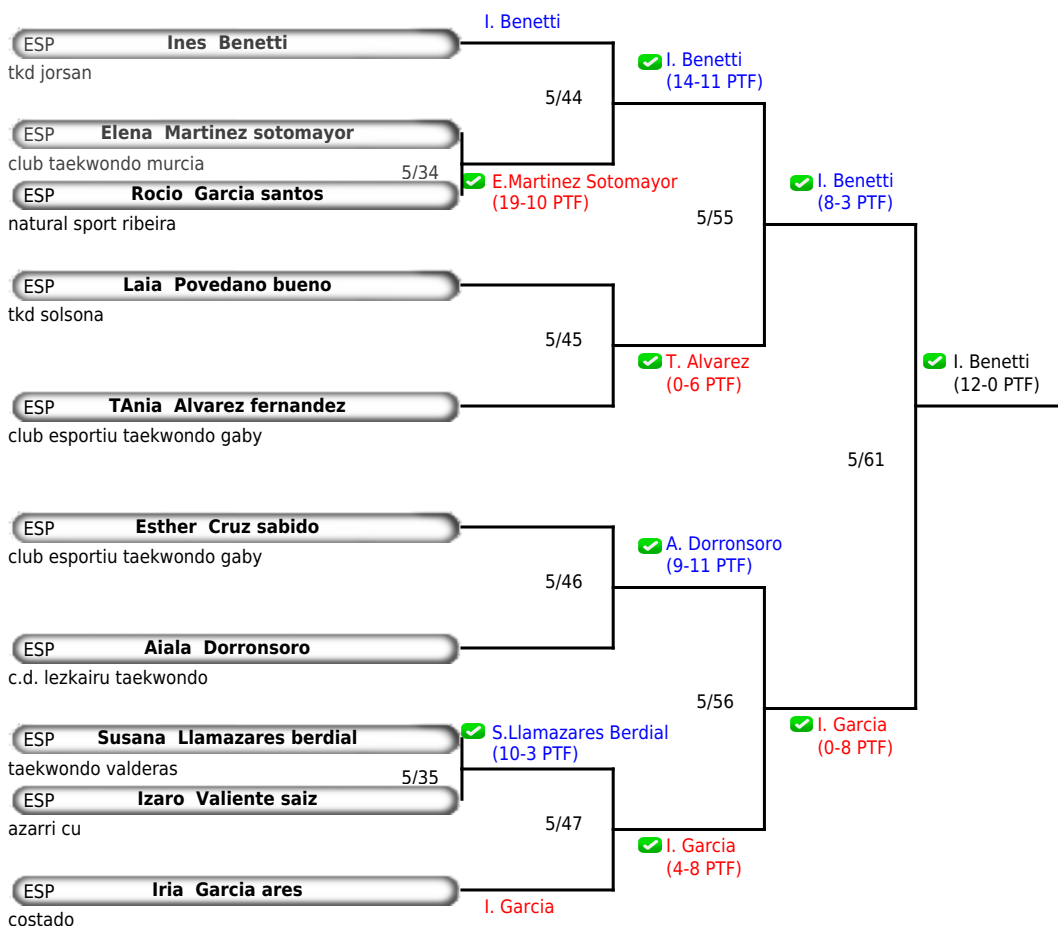 I. Benetti
ESP Ines Benetti
tkd jorsan
I. Benetti
(14-11 PTF)
5/44
ESP Elena Martinez sotomayor
club taekwondo murcia
5/34
E.Martinez Sotomayor
(19-10 PTF)
ESP Rocio Garcia santos
natural sport ribeira
I. Benetti
(8-3 PTF)
5/55
ESP Laia Povedano bueno
tkd solsona
5/45
T. Alvarez
(0-6 PTF)
I. Benetti
(12-0 PTF)
ESP TAnia Alvarez fernandez
club esportiu taekwondo gaby
5/61
ESP Esther Cruz sabido
club esportiu taekwondo gaby
A. Dorronsoro
(9-11 PTF)
5/46
ESP Aiala Dorronsoro
c.d. lezkairu taekwondo
5/56
I. Garcia
(0-8 PTF)
ESP Susana Llamazares berdial
taekwondo valderas
S.Llamazares Berdial
(10-3 PTF)
5/35
ESP Izaro Valiente saiz
azarri cu
5/47
I. Garcia
(4-8 PTF)
ESP Iria Garcia ares
costado
I. Garcia